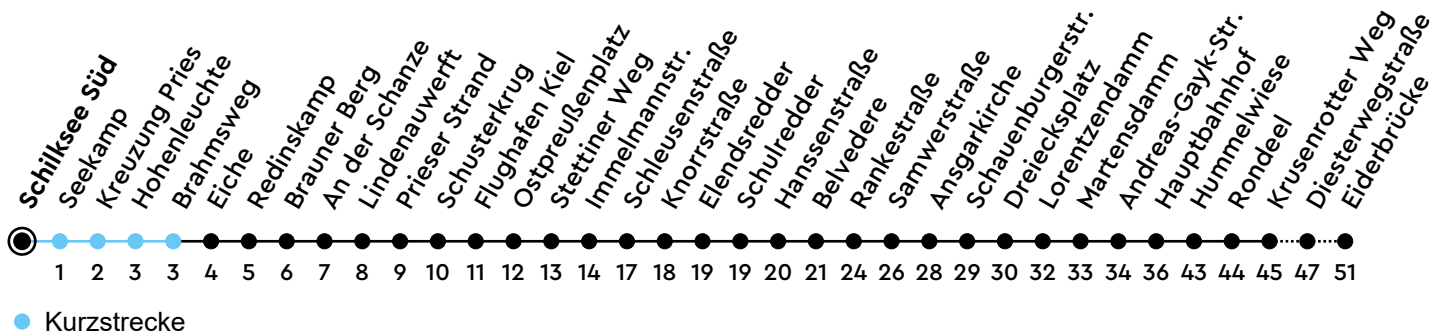 Schilksee Süd
Seekamp
Kreuzung Pries
Hohenleuchte
Brahmsweg
Eiche
Redinskamp
Brauner Berg
An der Schanze
Lindenauwerft
Prieser Strand
Schusterkrug
Flughafen Kiel
Ostpreußenplatz
Stettiner Weg
Immelmannstr.
Schleusenstraße
Knorrstraße
Elendsredder
Schulredder
Hanssenstraße
Belvedere
Rankestraße
Samwerstraße
Ansgarkirche
Schauenburgerstr.
Dreiecksplatz
Lorentzendamm
Martensdamm
Andreas-Gayk-Str.
Hauptbahnhof
Hummelwiese
Rondeel
Krusenrotter Weg
Diesterwegstraße
Eiderbrücke
1 2 3 3 4 5 6 7 8 9 10 11 12 13 14 17 18 19 19 20 21 24 26 28 29 30 32 33 34 36 43 44 45 47 51
Kurzstrecke